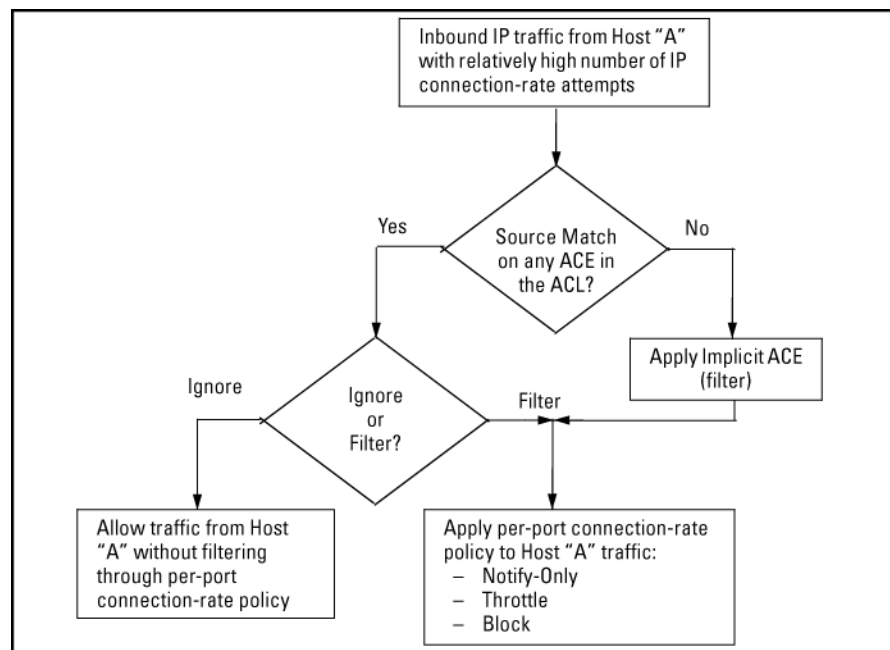 Inbound IP traffic from Host “A”
with relatively high number of IP
connection-rate attempts
Yes
No
Source Match
on any ACE in
the ACL?
Apply Implicit ACE
(filter)
Ignore
Ignore
or
Filter?
Filter
Allow traffic from Host
“A” without filtering
through per-port
connection-rate policy
Apply per-port connection-rate
policy to Host “A” traffic:
– Notify-Only
– Throttle
– Block